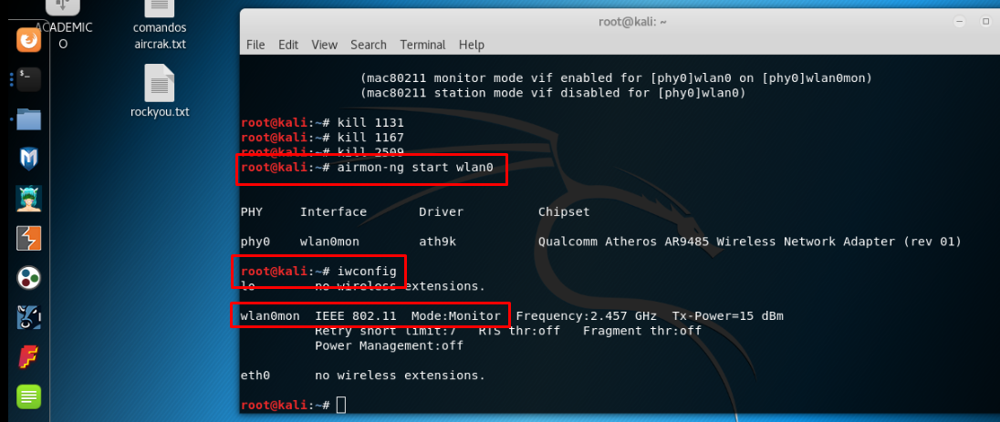 ACADEMIC
O
comandos
aircrak.txt
rockyou.txt
root@kali: ~
File Edit View Search Terminal Help
(mac80211 monitor mode vif enabled for [phy0]wlan0 on [phy0]wlan0mon)
(mac80211 station mode vif disabled for [phy0]wlan0)
root@kali:~# kill 1131
root@kali:~# kill 1167
root@kali:~# kill 2509
root@kali:~# airmon-ng start wlan0
PHY Interface Driver Chipset
phy0 wlan0mon ath9k Qualcomm Atheros AR9485 Wireless Network Adapter (rev 01)
root@kali:~# iwconfig
lo no wireless extensions.
wlan0mon IEEE 802.11 Mode:Monitor Frequency:2.457 GHz Tx-Power=15 dBm
Retry short limit:7 RTS thr:off Fragment thr:off
Power Management:off
eth0 no wireless extensions.
root@kali:~#